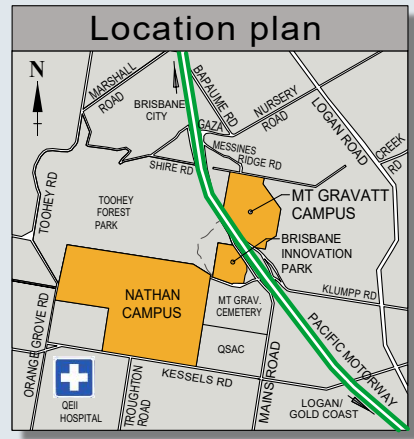 Location plan
N
MARSHALL
ROAD
BRISBANE
CITY
BAPAUME RD
GAZA
NURSERY
ROAD
LOGAN ROAD
CREEK
RD
MESSINES
RIDGE RD
SHIRE RD
TOOHEY RD
TOOHEY
FOREST
PARK
MT GRAVATT
CAMPUS
BRISBANE
INNOVATION
PARK
NATHAN
CAMPUS
MT GRAV.
CEMETERY
KLUMPP RD
QSAC
PACIFIC MOTORWAY
ORANGE GROVE RD
KESSELS RD
MAINS ROAD
QEII
HOSPITAL
TROUGHTON
ROAD
LOGAN/
GOLD COAST